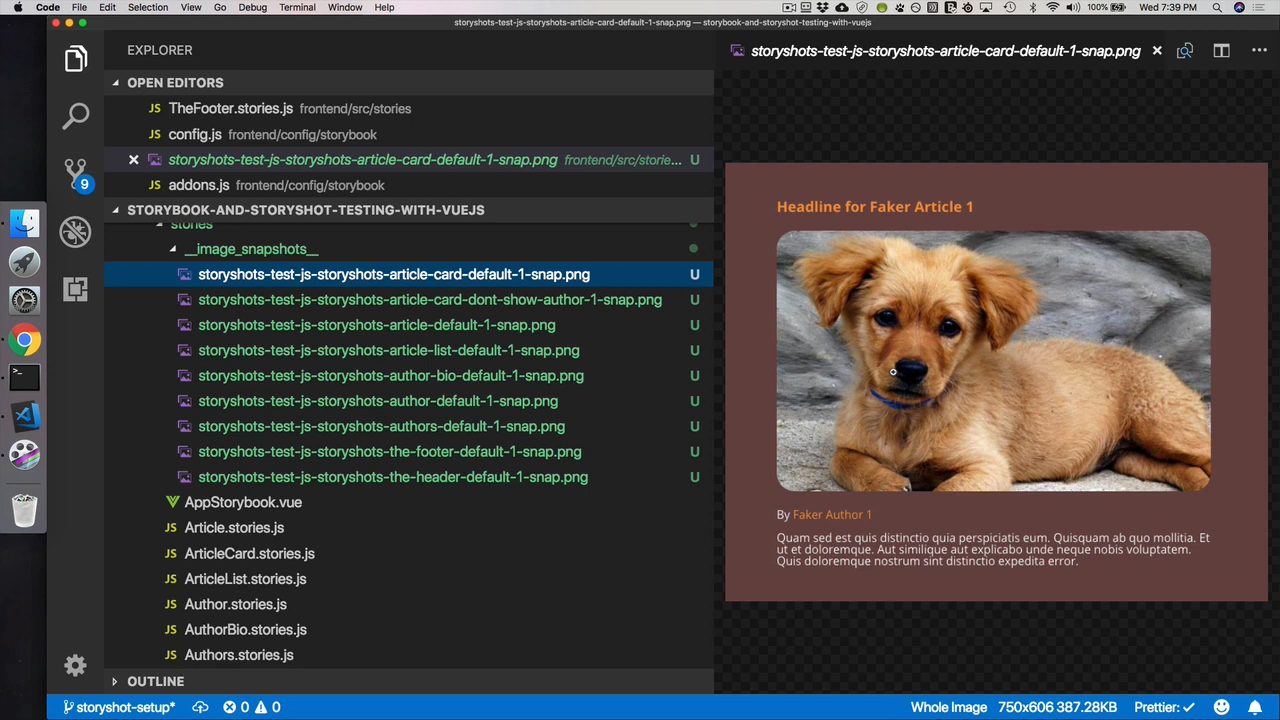 Code File Edit Selection View Go Debug Terminal Window Help 100% Wed 7:39 PM
storyshots-test-js-storyshots-article-card-default-1-snap.png — storybook-and-storyshot-testing-with-vuejs
EXPLORER
storyshots-test-js-storyshots-article-card-default-1-snap.png
OPEN EDITORS
JS TheFooter.stories.js frontend/src/stories
JS config.js frontend/config/storybook
storyshots-test-js-storyshots-article-card-default-1-snap.png frontend/src/storie... U
JS addons.js frontend/config/storybook
9
STORYBOOK-AND-STORYSHOT-TESTING-WITH-VUEJS
stories
__image_snapshots__
storyshots-test-js-storyshots-article-card-default-1-snap.png U
storyshots-test-js-storyshots-article-card-dont-show-author-1-snap.png U
storyshots-test-js-storyshots-article-default-1-snap.png U
storyshots-test-js-storyshots-article-list-default-1-snap.png U
storyshots-test-js-storyshots-author-bio-default-1-snap.png U
storyshots-test-js-storyshots-author-default-1-snap.png U
storyshots-test-js-storyshots-authors-default-1-snap.png U
storyshots-test-js-storyshots-the-footer-default-1-snap.png U
storyshots-test-js-storyshots-the-header-default-1-snap.png U
AppStorybook.vue
JS Article.stories.js
JS ArticleCard.stories.js
JS ArticleList.stories.js
JS Author.stories.js
JS AuthorBio.stories.js
JS Authors.stories.js
OUTLINE
Headline for Faker Article 1
By Faker Author 1
Quam sed est quis distinctio quia perspiciatis eum. Quisquam ab quo mollitia. Et
ut et doloremque. Aut similique aut explicabo unde neque nobis voluptatem.
Quis doloremque nostrum sint distinctio expedita error.
storyshot-setup* 0 0 Whole Image 750x606 387.28KB Prettier: ✓